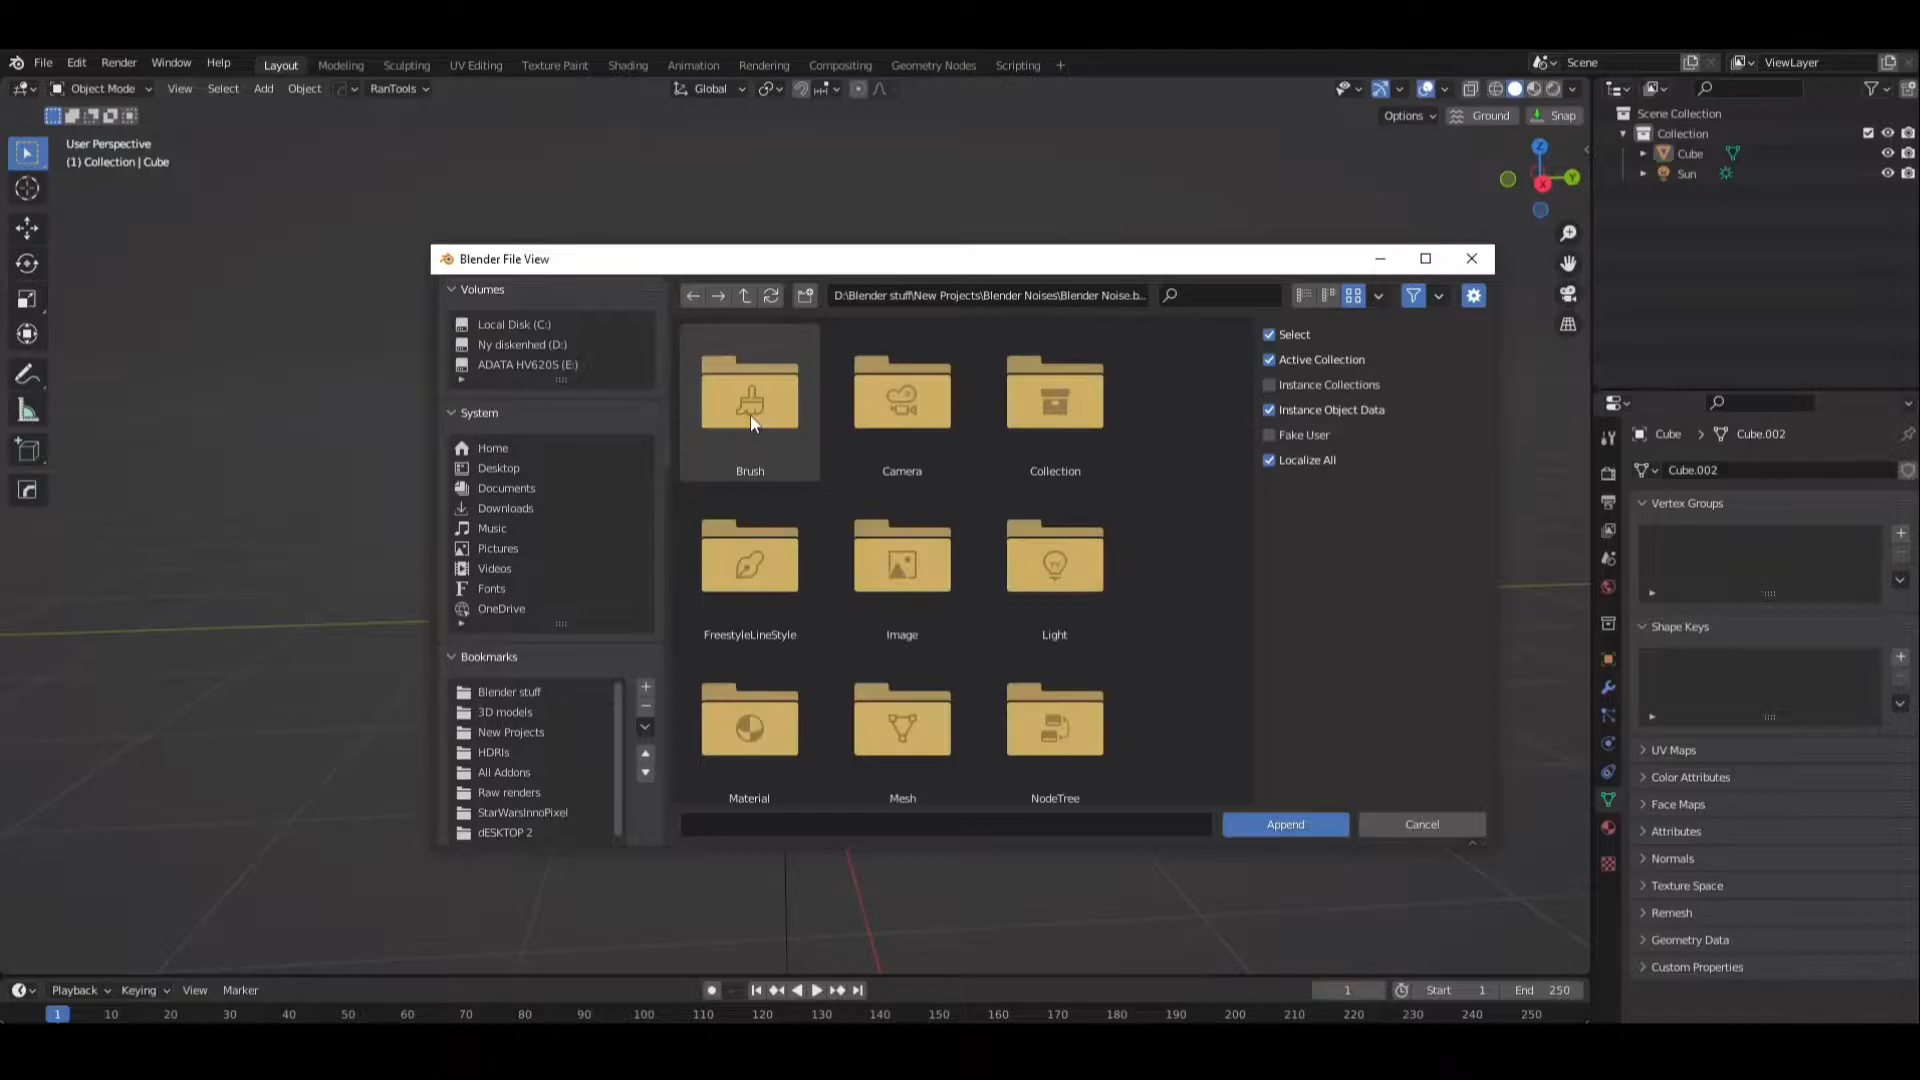 File Edit Render Window Help Layout Modeling Sculpting UV Editing Texture Paint Shading Animation Rendering Compositing Geometry Nodes Scripting + Scene ViewLayer
Object Mode View Select Add Object RanTools Global
Options Ground Snap
User Perspective
(1) Collection | Cube
Z
Y
X
Scene Collection
Collection
Cube
Sun
Blender File View
Volumes
Local Disk (C:)
Ny diskenhed (D:)
ADATA HV620S (E:)
System
Home
Desktop
Documents
Downloads
Music
Pictures
Videos
Fonts
OneDrive
Bookmarks
Blender stuff
3D models
New Projects
HDRIs
All Addons
Raw renders
StarWarsInnoPixel
dESKTOP 2
D:\Blender stuff\New Projects\Blender Noises\Blender Noise.b...
Brush Camera Collection
FreestyleLineStyle Image Light
Material Mesh NodeTree
Select
Active Collection
Instance Collections
Instance Object Data
Fake User
Localize All
Append Cancel
Cube > Cube.002
Cube.002
Vertex Groups
Shape Keys
UV Maps
Color Attributes
Face Maps
Attributes
Normals
Texture Space
Remesh
Geometry Data
Custom Properties
Playback Keying View Marker 1 Start 1 End 250
1 10 20 30 40 50 60 70 80 90 100 110 120 130 140 150 160 170 180 190 200 210 220 230 240 250